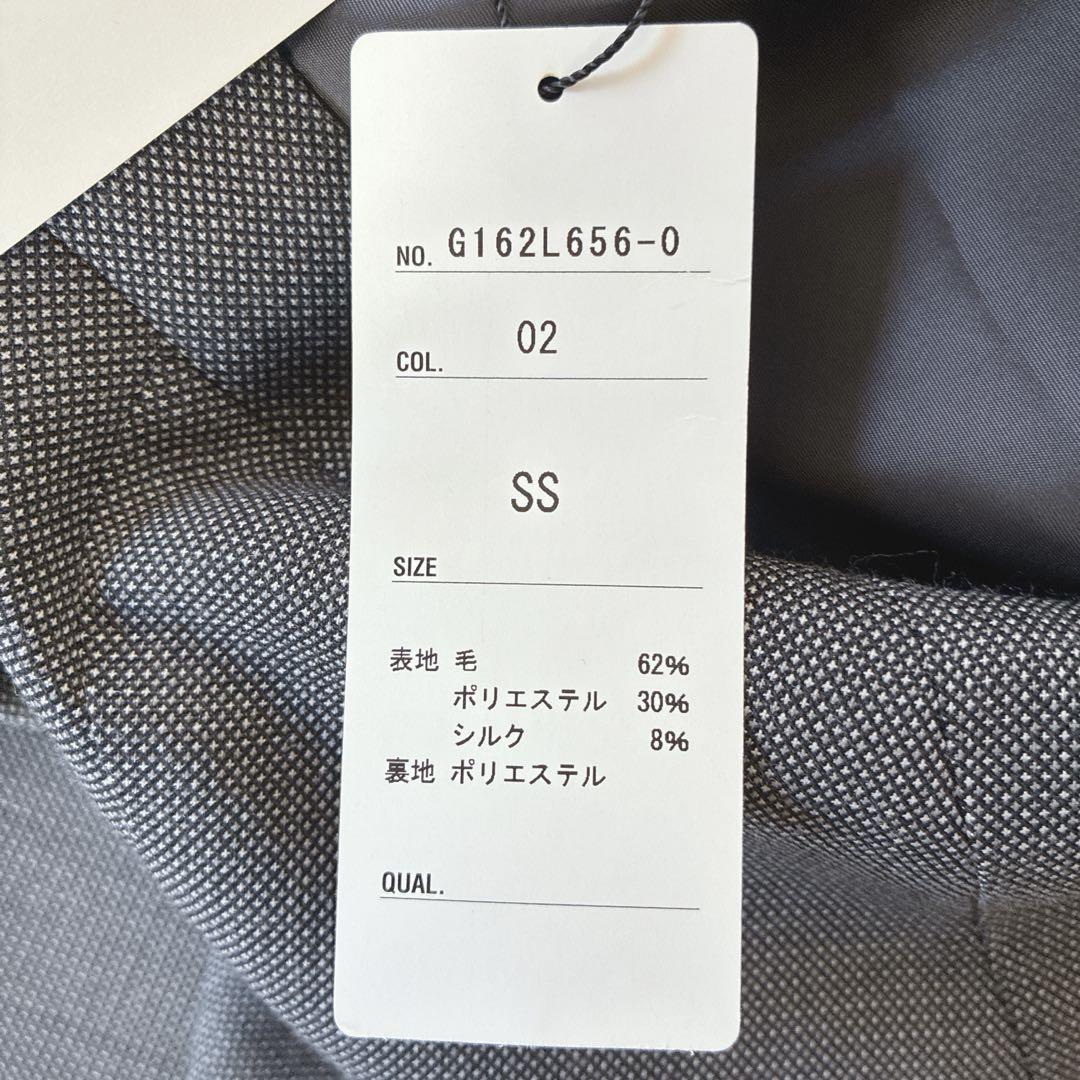 NO. G162L656-0
COL. 02
SS
SIZE
表地 毛 62%
ポリエステル 30%
シルク 8%
裏地 ポリエステル
QUAL.